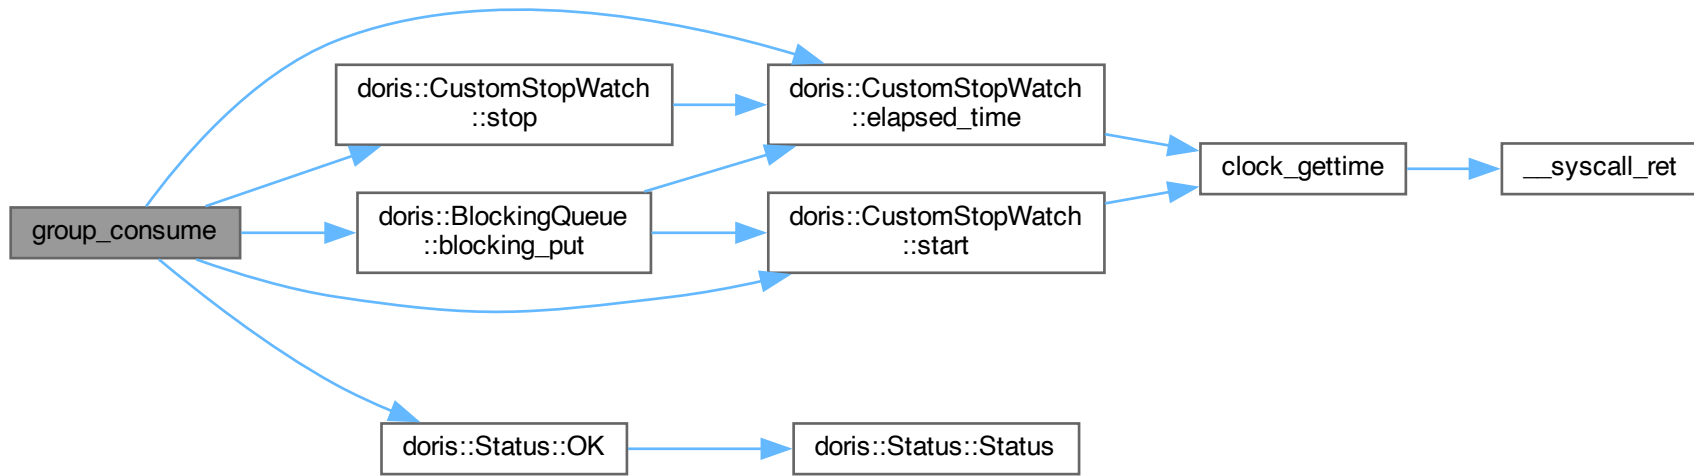 group_consume
doris::CustomStopWatch
::stop
doris::BlockingQueue
::blocking_put
doris::Status::OK
doris::CustomStopWatch
::elapsed_time
doris::CustomStopWatch
::start
doris::Status::Status
clock_gettime
__syscall_ret